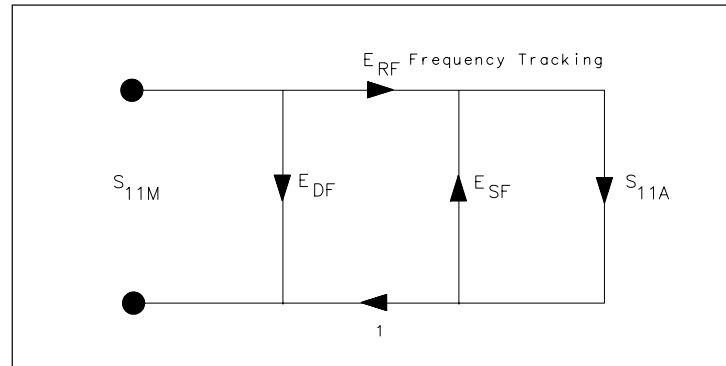 E_RF Frequency Tracking
S_11M
E_DF
E_SF
S_11A
1